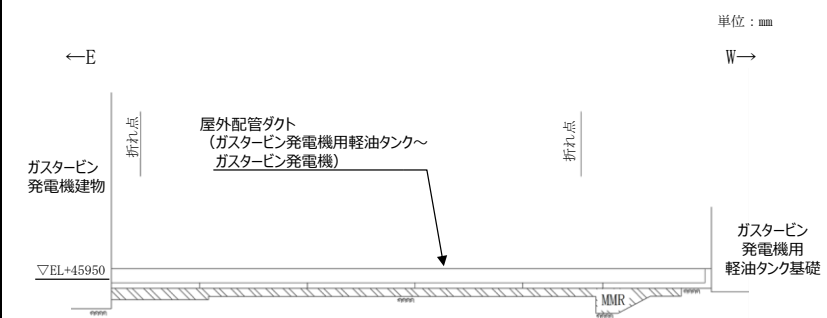 単位：mm
←E
W→
折れ点
屋外配管ダクト
（ガスタービン発電機用軽油タンク～
ガスタービン発電機）
折れ点
ガスタービン
発電機建物
ガスタービン
発電機用
軽油タンク基礎
▽EL+45950
MMR